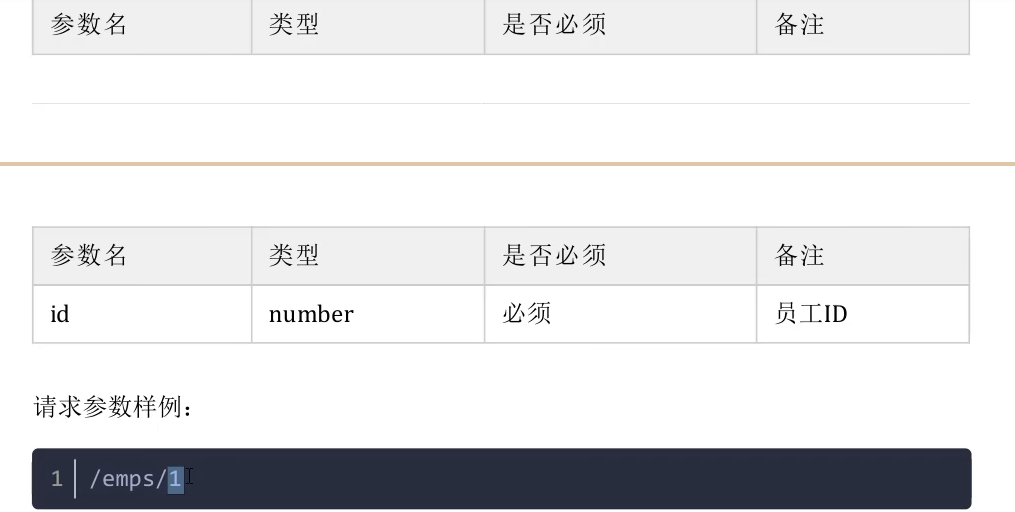 参数名 类型 是否必须 备注
参数名 类型 是否必须 备注
id number 必须 员工ID
请求参数样例：
1 /emps/1